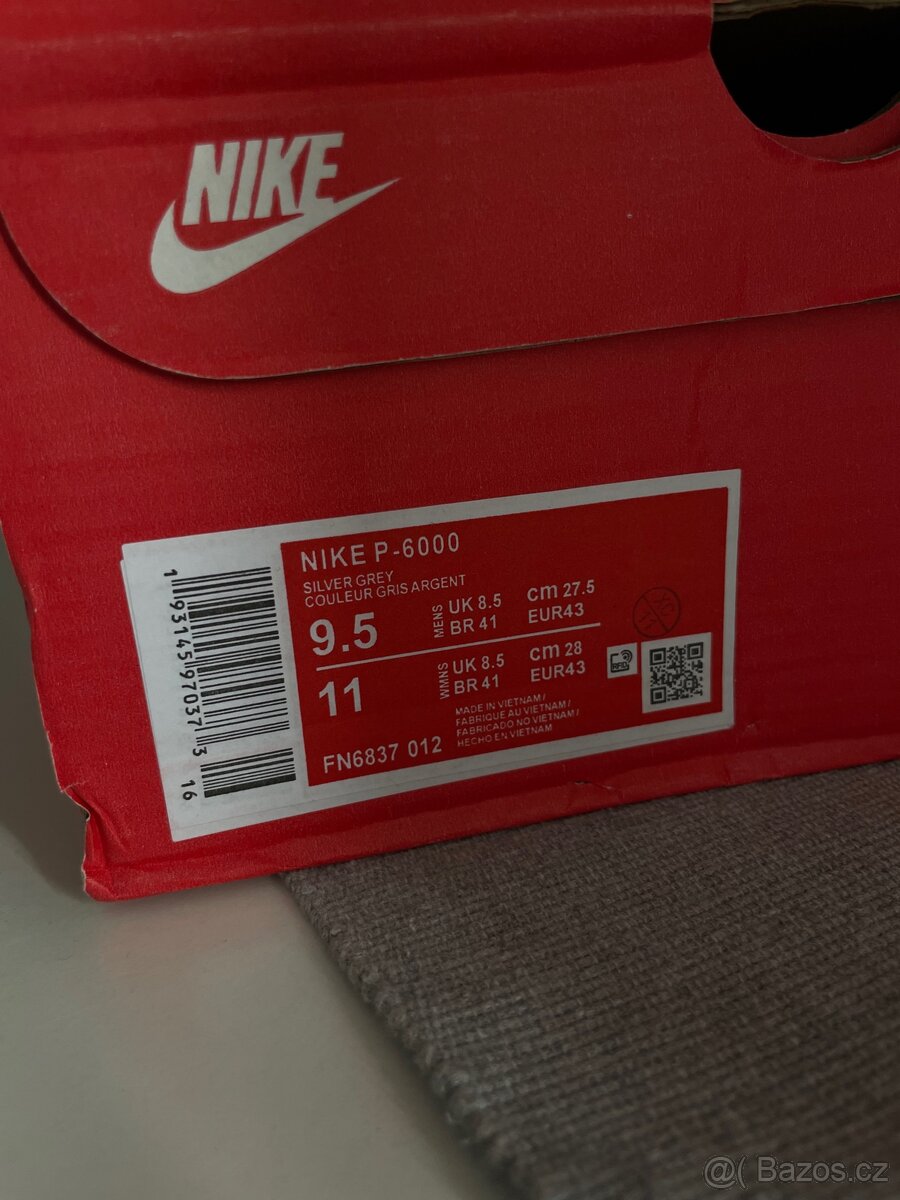 NIKE
NIKE P-6000
SILVER GREY
COULEUR GRIS ARGENT
9.5
MENS
UK 8.5
BR 41
cm 27.5
EUR43
11
WMNS
UK 8.5
BR 41
cm 28
EUR43
MADE IN VIETNAM /
FABRIQUE AU VIETNAM /
FABRICADO NO VIETNAM /
HECHO EN VIETNAM
FN6837 012
1 93145 97037 3
16
RFID
@( Bazos.cz